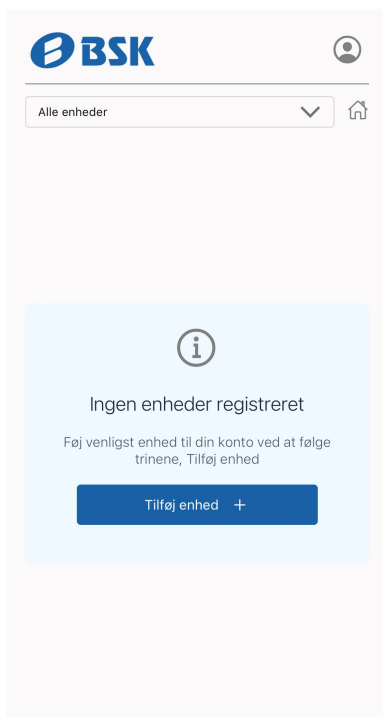 BSK
Alle enheder
Ingen enheder registreret
Føj venligst enhed til din konto ved at følge
trinene, Tilføj enhed
Tilføj enhed +